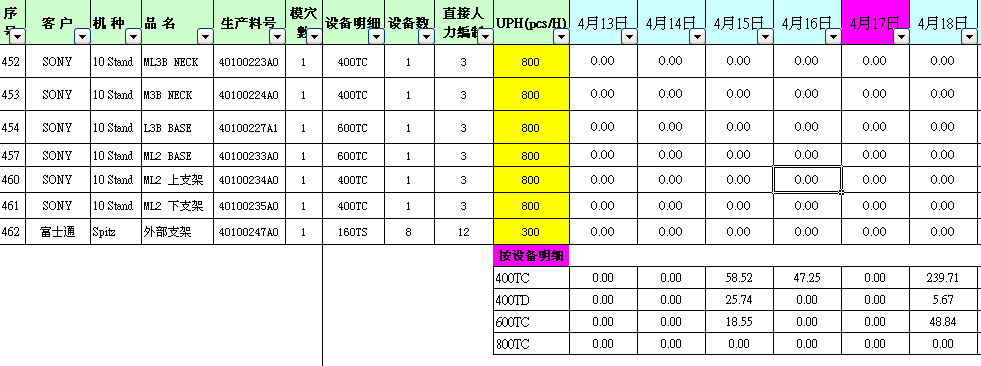 序号 客 户 机 种 品 名 生产料号 模穴數 设备明细 设备数 直接人力编制 UPH(pcs/H) 4月13日 4月14日 4月15日 4月16日 4月17日 4月18日
452 SONY 10 Stand ML3B NECK 40100223A0 1 400TC 1 3 800 0.00 0.00 0.00 0.00 0.00 0.00
453 SONY 10 Stand M3B NECK 40100224A0 1 400TC 1 3 800 0.00 0.00 0.00 0.00 0.00 0.00
454 SONY 10 Stand L3B BASE 40100227A1 1 600TC 1 3 800 0.00 0.00 0.00 0.00 0.00 0.00
457 SONY 10 Stand ML2 BASE 40100233A0 1 600TC 1 3 800 0.00 0.00 0.00 0.00 0.00 0.00
460 SONY 10 Stand ML2 上支架 40100234A0 1 400TC 1 3 800 0.00 0.00 0.00 0.00 0.00 0.00
461 SONY 10 Stand ML2 下支架 40100235A0 1 400TC 1 3 800 0.00 0.00 0.00 0.00 0.00 0.00
462 富士通 Spitz 外部支架 40100247A0 1 160TS 8 12 300 0.00 0.00 0.00 0.00 0.00 0.00
按设备明细
400TC 0.00 0.00 58.52 47.25 0.00 239.71
400TD 0.00 0.00 25.74 0.00 0.00 5.67
600TC 0.00 0.00 18.55 0.00 0.00 48.84
800TC 0.00 0.00 0.00 0.00 0.00 0.00